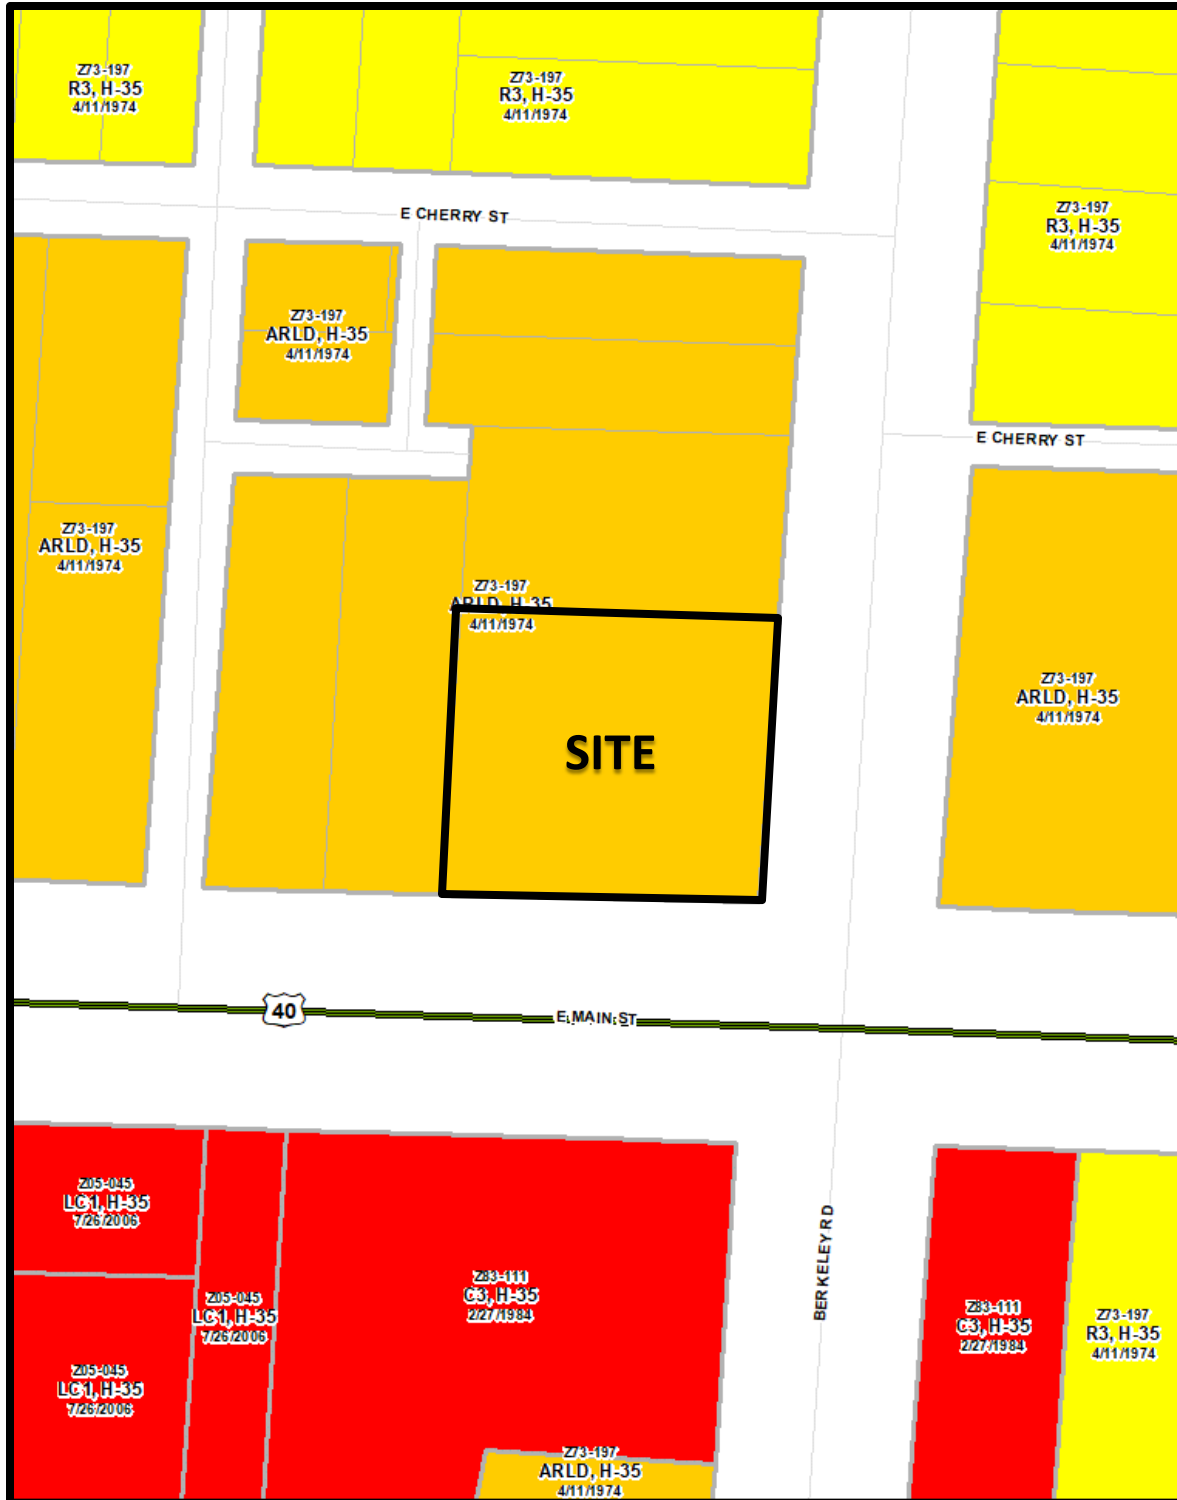 Z73-197
R3, H-35
4/11/1974
Z73-197
R3, H-35
4/11/1974
E CHERRY ST
Z73-197
R3, H-35
4/11/1974
Z73-197
ARLD, H-35
4/11/1974
E CHERRY ST
Z73-197
ARLD, H-35
4/11/1974
Z73-197
ARLD, H-35
4/11/1974
Z73-197
ARLD, H-35
4/11/1974
SITE
40
E MAIN ST
Z05-045
LC1, H-35
7/26/2006
Z05-045
LC1, H-35
7/26/2006
Z83-111
C3, H-35
2/27/1984
BERKELEY RD
Z83-111
C3, H-35
2/27/1984
Z73-197
R3, H-35
4/11/1974
Z05-045
LC1, H-35
7/26/2006
Z73-197
ARLD, H-35
4/11/1974